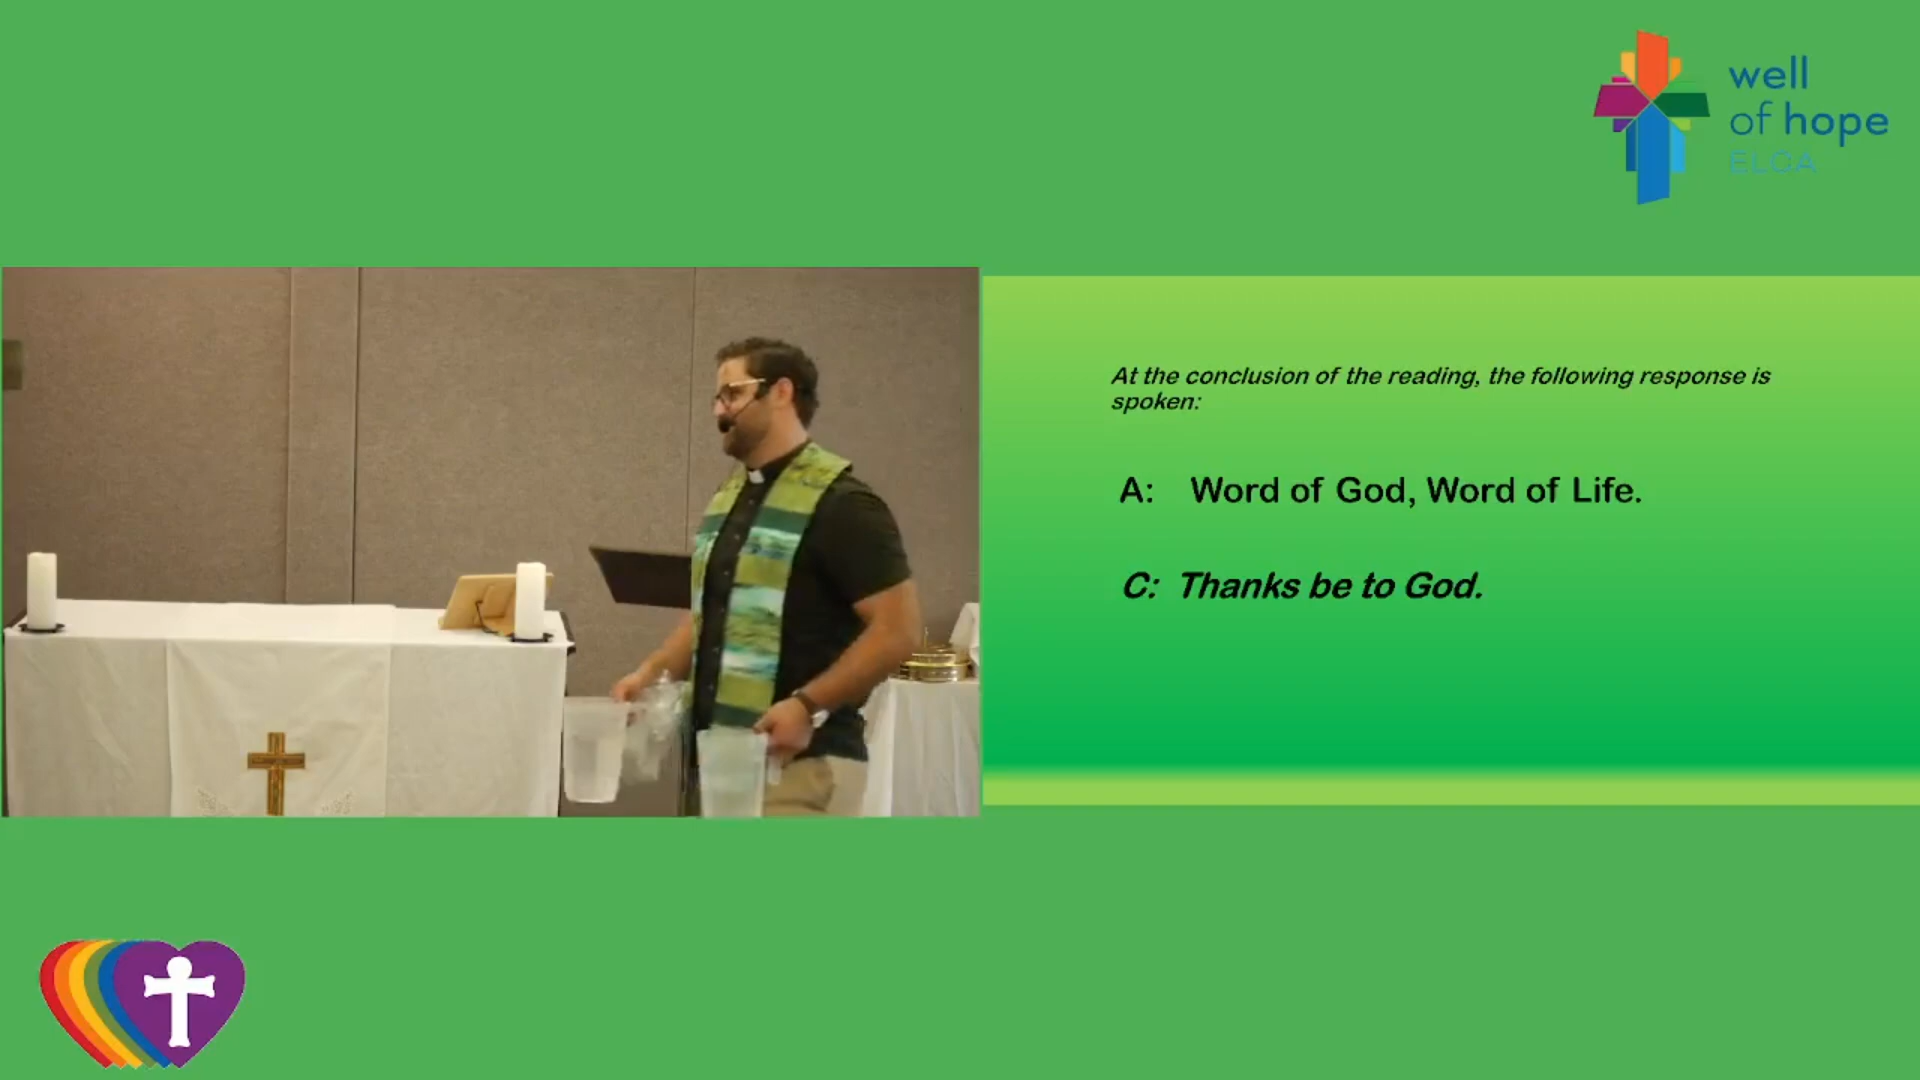 well
of hope
ELCA
At the conclusion of the reading, the following response is
spoken:
A: Word of God, Word of Life.
C: Thanks be to God.